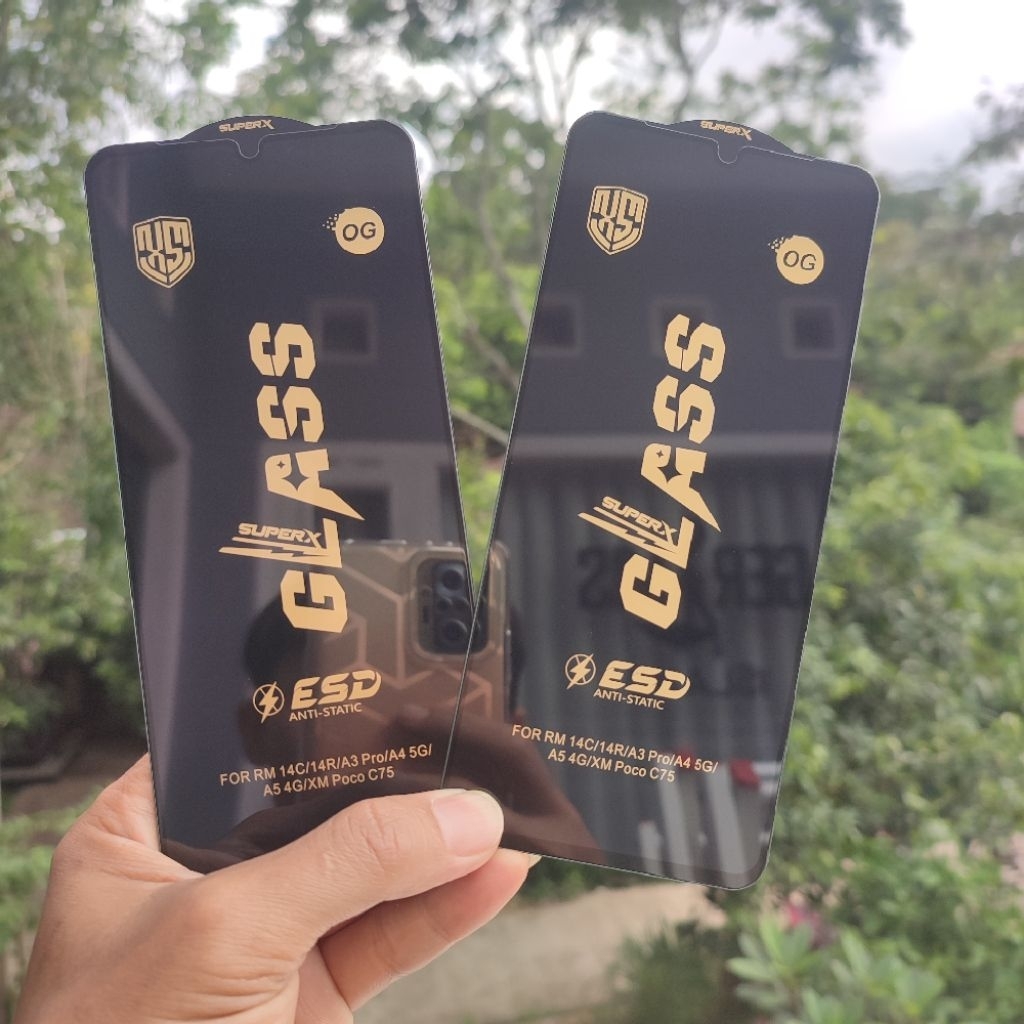 SUPERX
XS
OG
GLASS
SUPERX
ESD
ANTI-STATIC
FOR RM 14C/14R/A3 Pro/A4 5G/
A5 4G/XM Poco C75
SUPERX
XS
OG
GLASS
SUPERX
ESD
ANTI-STATIC
FOR RM 14C/14R/A3 Pro/A4 5G/
A5 4G/XM Poco C75